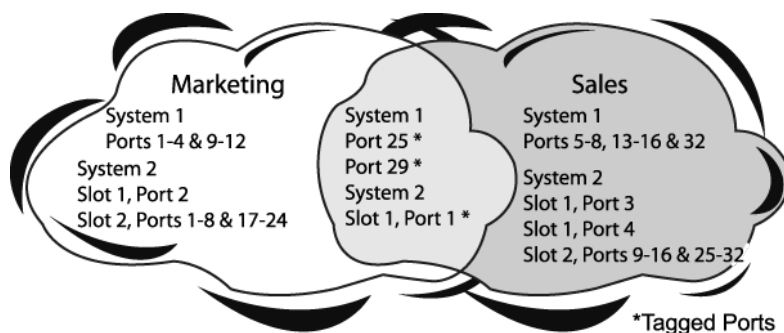 Marketing
System 1
Ports 1-4 & 9-12
System 2
Slot 1, Port 2
Slot 2, Ports 1-8 & 17-24
System 1
Port 25 *
Port 29 *
System 2
Slot 1, Port 1 *
Sales
System 1
Ports 5-8, 13-16 & 32
System 2
Slot 1, Port 3
Slot 1, Port 4
Slot 2, Ports 9-16 & 25-32
*Tagged Ports